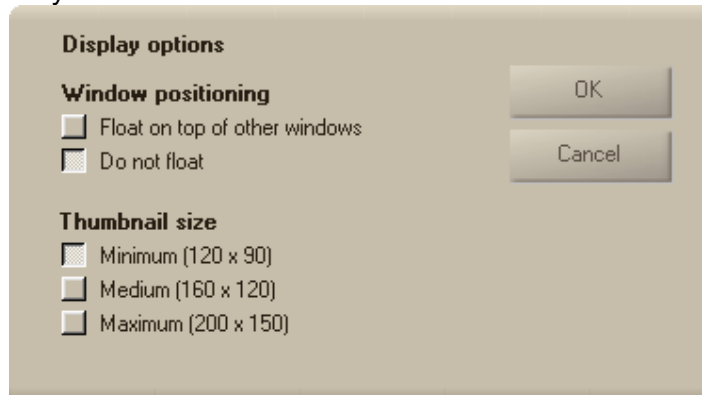 Display options
Window positioning
Float on top of other windows
Do not float
Thumbnail size
Minimum (120 x 90)
Medium (160 x 120)
Maximum (200 x 150)
OK
Cancel